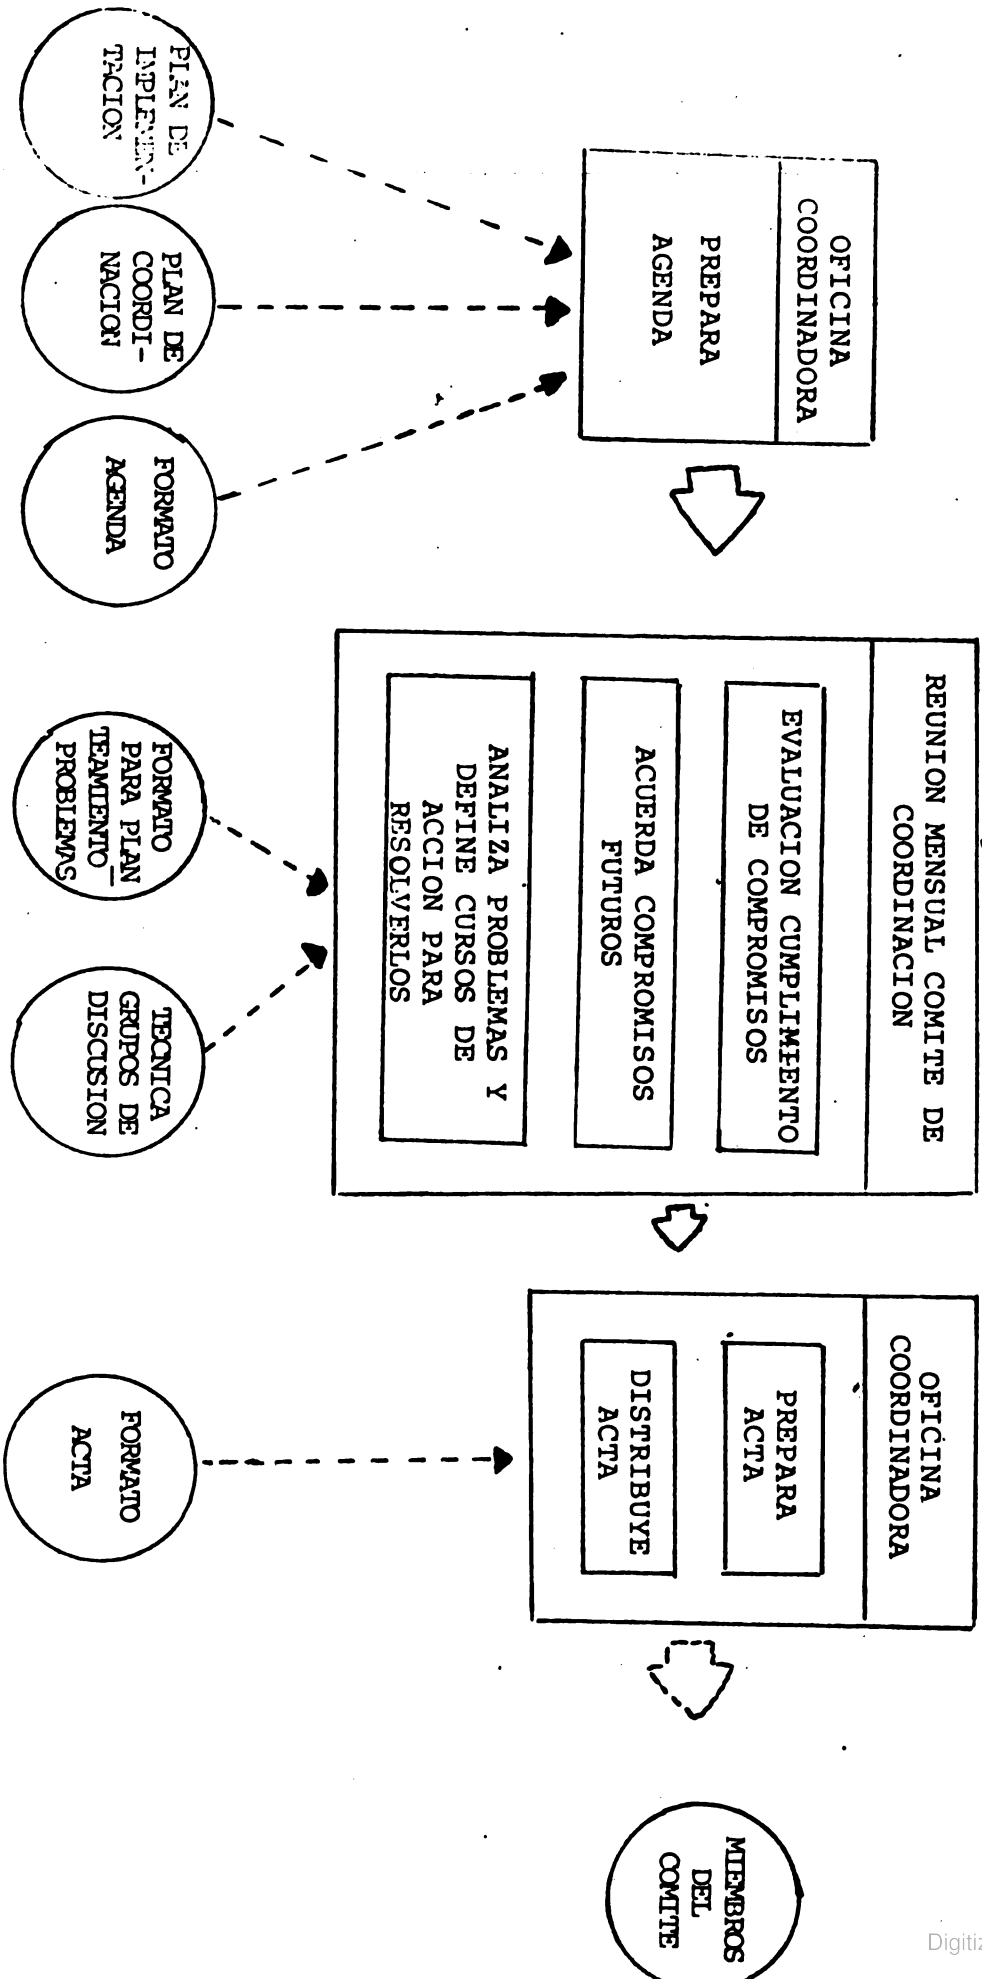 OFICINA
COORDINADORA
PREPARA
AGENDA
PLAN DE
IMPLEMEN-
TACION
PLAN DE
COORDI-
NACION
FORMATO
AGENDA
REUNION MENSUAL COMITE DE
COORDINACION
EVALUACION CUMPLIMIENTO
DE COMPROMISOS
ACUERDA COMPROMISOS
FUTUROS
ANALIZA PROBLEMAS Y
DEFINE CURSOS DE
ACCION PARA
RESOLVERLOS
FORMATO
PARA PLAN
TEAMIENTO
PROBLEMAS
TECNICA
GRUPOS DE
DISCUSION
OFICINA
COORDINADORA
PREPARA
ACTA
DISTRIBUYE
ACTA
FORMATO
ACTA
MIEMBROS
DEL
COMITE
Digitiz